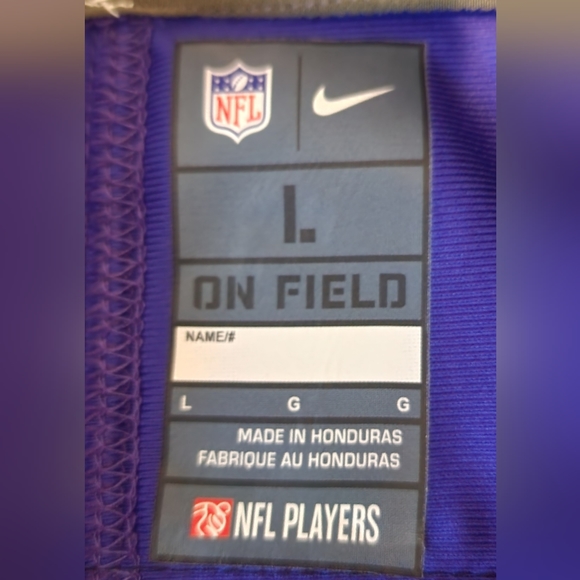 NFL
L
ON FIELD
NAME/#
L G G
MADE IN HONDURAS
FABRIQUE AU HONDURAS
NFL PLAYERS